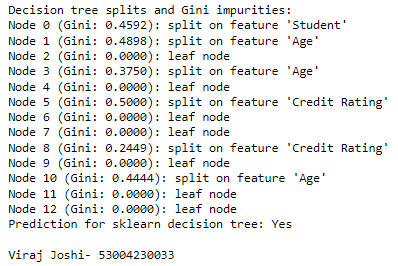 Decision tree splits and Gini impurities:
Node 0 (Gini: 0.4592): split on feature 'Student'
Node 1 (Gini: 0.4898): split on feature 'Age'
Node 2 (Gini: 0.0000): leaf node
Node 3 (Gini: 0.3750): split on feature 'Age'
Node 4 (Gini: 0.0000): leaf node
Node 5 (Gini: 0.5000): split on feature 'Credit Rating'
Node 6 (Gini: 0.0000): leaf node
Node 7 (Gini: 0.0000): leaf node
Node 8 (Gini: 0.2449): split on feature 'Credit Rating'
Node 9 (Gini: 0.0000): leaf node
Node 10 (Gini: 0.4444): split on feature 'Age'
Node 11 (Gini: 0.0000): leaf node
Node 12 (Gini: 0.0000): leaf node
Prediction for sklearn decision tree: Yes
Viraj Joshi- 53004230033